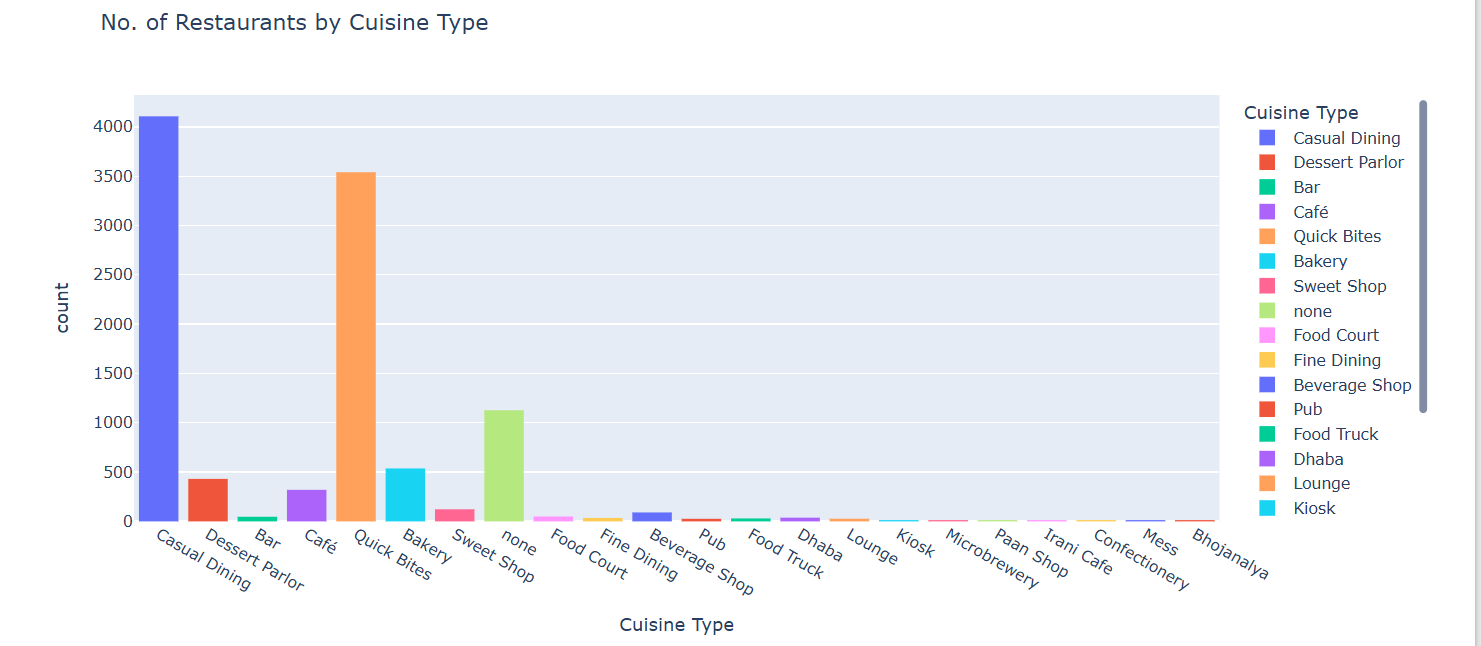 No. of Restaurants by Cuisine Type
4000
3500
3000
2500
2000
1500
1000
500
0
count
Casual Dining
Dessert Parlor
Bar
Café
Quick Bites
Bakery
Sweet Shop
none
Food Court
Fine Dining
Beverage Shop
Pub
Food Truck
Dhaba
Lounge
Kiosk
Microbrewery
Paan Shop
Irani Cafe
Confectionery
Mess
Bhojanalya
Cuisine Type
Cuisine Type
Casual Dining
Dessert Parlor
Bar
Café
Quick Bites
Bakery
Sweet Shop
none
Food Court
Fine Dining
Beverage Shop
Pub
Food Truck
Dhaba
Lounge
Kiosk